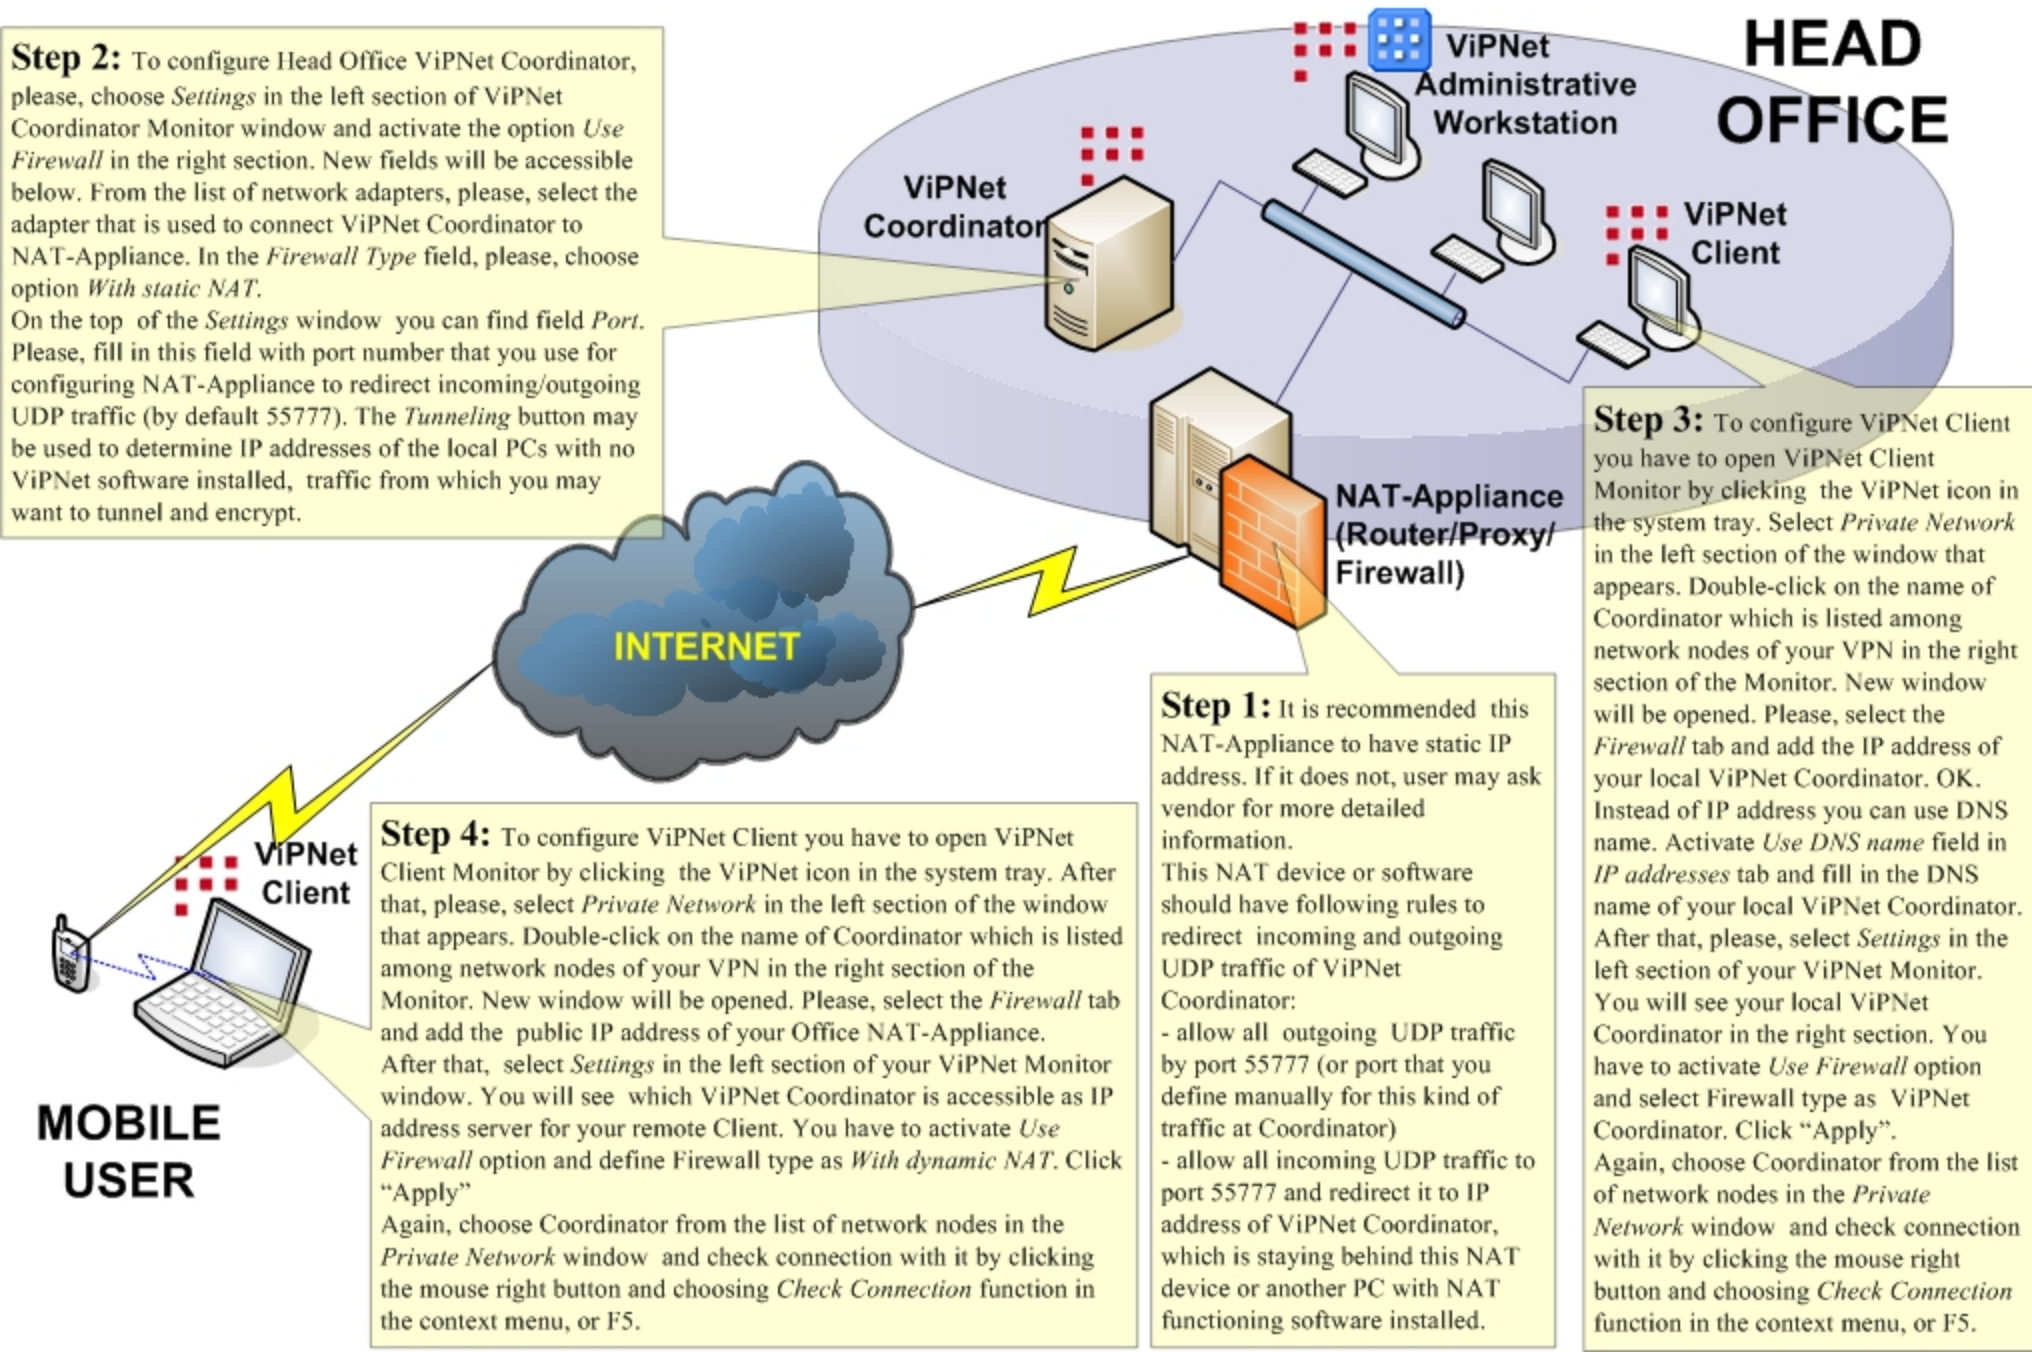 Step 2: To configure Head Office ViPNet Coordinator,
please, choose Settings in the left section of ViPNet
Coordinator Monitor window and activate the option Use
Firewall in the right section. New fields will be accessible
below. From the list of network adapters, please, select the
adapter that is used to connect ViPNet Coordinator to
NAT-Appliance. In the Firewall Type field, please, choose
option With static NAT.
On the top of the Settings window you can find field Port.
Please, fill in this field with port number that you use for
configuring NAT-Appliance to redirect incoming/outgoing
UDP traffic (by default 55777). The Tunneling button may
be used to determine IP addresses of the local PCs with no
ViPNet software installed, traffic from which you may
want to tunnel and encrypt.
HEAD
OFFICE
ViPNet
Administrative
Workstation
ViPNet
Coordinator
ViPNet
Client
NAT-Appliance
(Router/Proxy/
Firewall)
INTERNET
Step 3: To configure ViPNet Client
you have to open ViPNet Client
Monitor by clicking the ViPNet icon in
the system tray. Select Private Network
in the left section of the window that
appears. Double-click on the name of
Coordinator which is listed among
network nodes of your VPN in the right
section of the Monitor. New window
will be opened. Please, select the
Firewall tab and add the IP address of
your local ViPNet Coordinator. OK.
Instead of IP address you can use DNS
name. Activate Use DNS name field in
IP addresses tab and fill in the DNS
name of your local ViPNet Coordinator.
After that, please, select Settings in the
left section of your ViPNet Monitor.
You will see your local ViPNet
Coordinator in the right section. You
have to activate Use Firewall option
and select Firewall type as ViPNet
Coordinator. Click “Apply”.
Again, choose Coordinator from the list
of network nodes in the Private
Network window and check connection
with it by clicking the mouse right
button and choosing Check Connection
function in the context menu, or F5.
Step 1: It is recommended this
NAT-Appliance to have static IP
address. If it does not, user may ask
vendor for more detailed
information.
This NAT device or software
should have following rules to
redirect incoming and outgoing
UDP traffic of ViPNet
Coordinator:
- allow all outgoing UDP traffic
by port 55777 (or port that you
define manually for this kind of
traffic at Coordinator)
- allow all incoming UDP traffic to
port 55777 and redirect it to IP
address of ViPNet Coordinator,
which is staying behind this NAT
device or another PC with NAT
functioning software installed.
ViPNet
Client
MOBILE
USER
Step 4: To configure ViPNet Client you have to open ViPNet
Client Monitor by clicking the ViPNet icon in the system tray. After
that, please, select Private Network in the left section of the window
that appears. Double-click on the name of Coordinator which is listed
among network nodes of your VPN in the right section of the
Monitor. New window will be opened. Please, select the Firewall tab
and add the public IP address of your Office NAT-Appliance.
After that, select Settings in the left section of your ViPNet Monitor
window. You will see which ViPNet Coordinator is accessible as IP
address server for your remote Client. You have to activate Use
Firewall option and define Firewall type as With dynamic NAT. Click
“Apply”
Again, choose Coordinator from the list of network nodes in the
Private Network window and check connection with it by clicking
the mouse right button and choosing Check Connection function in
the context menu, or F5.